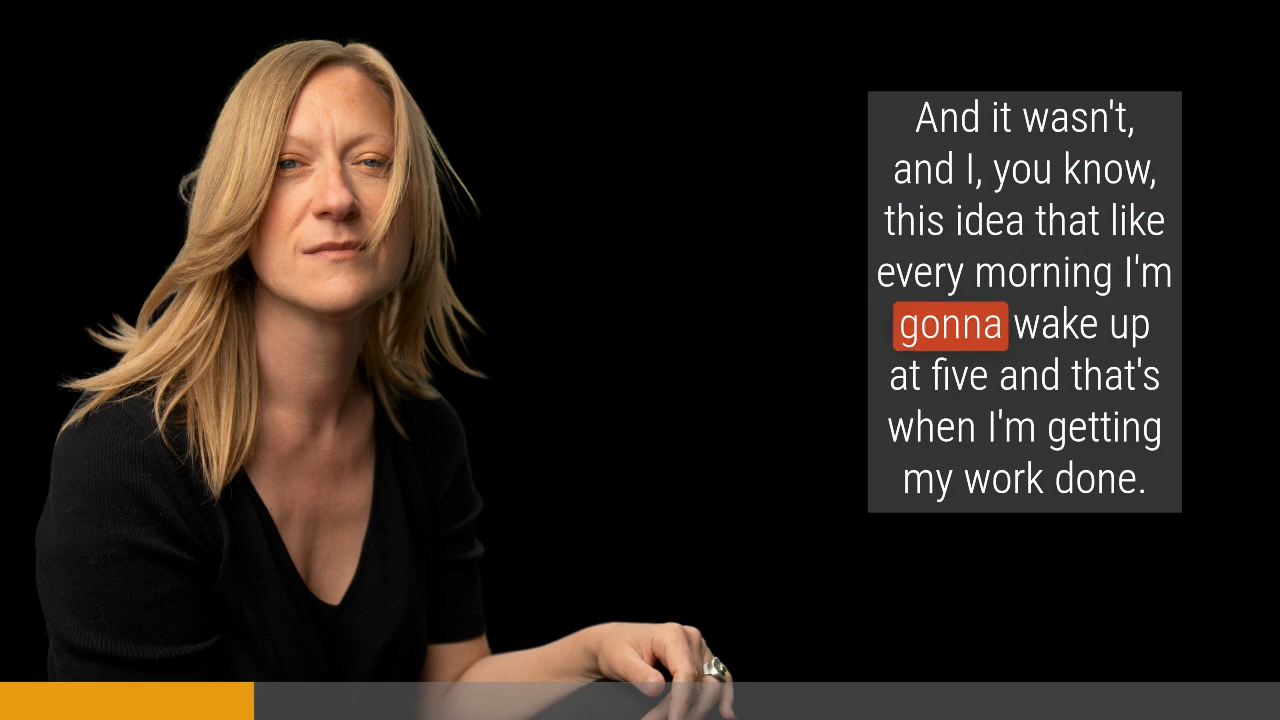 And it wasn't,
and I, you know,
this idea that like
every morning I'm
gonna wake up
at five and that's
when I'm getting
my work done.